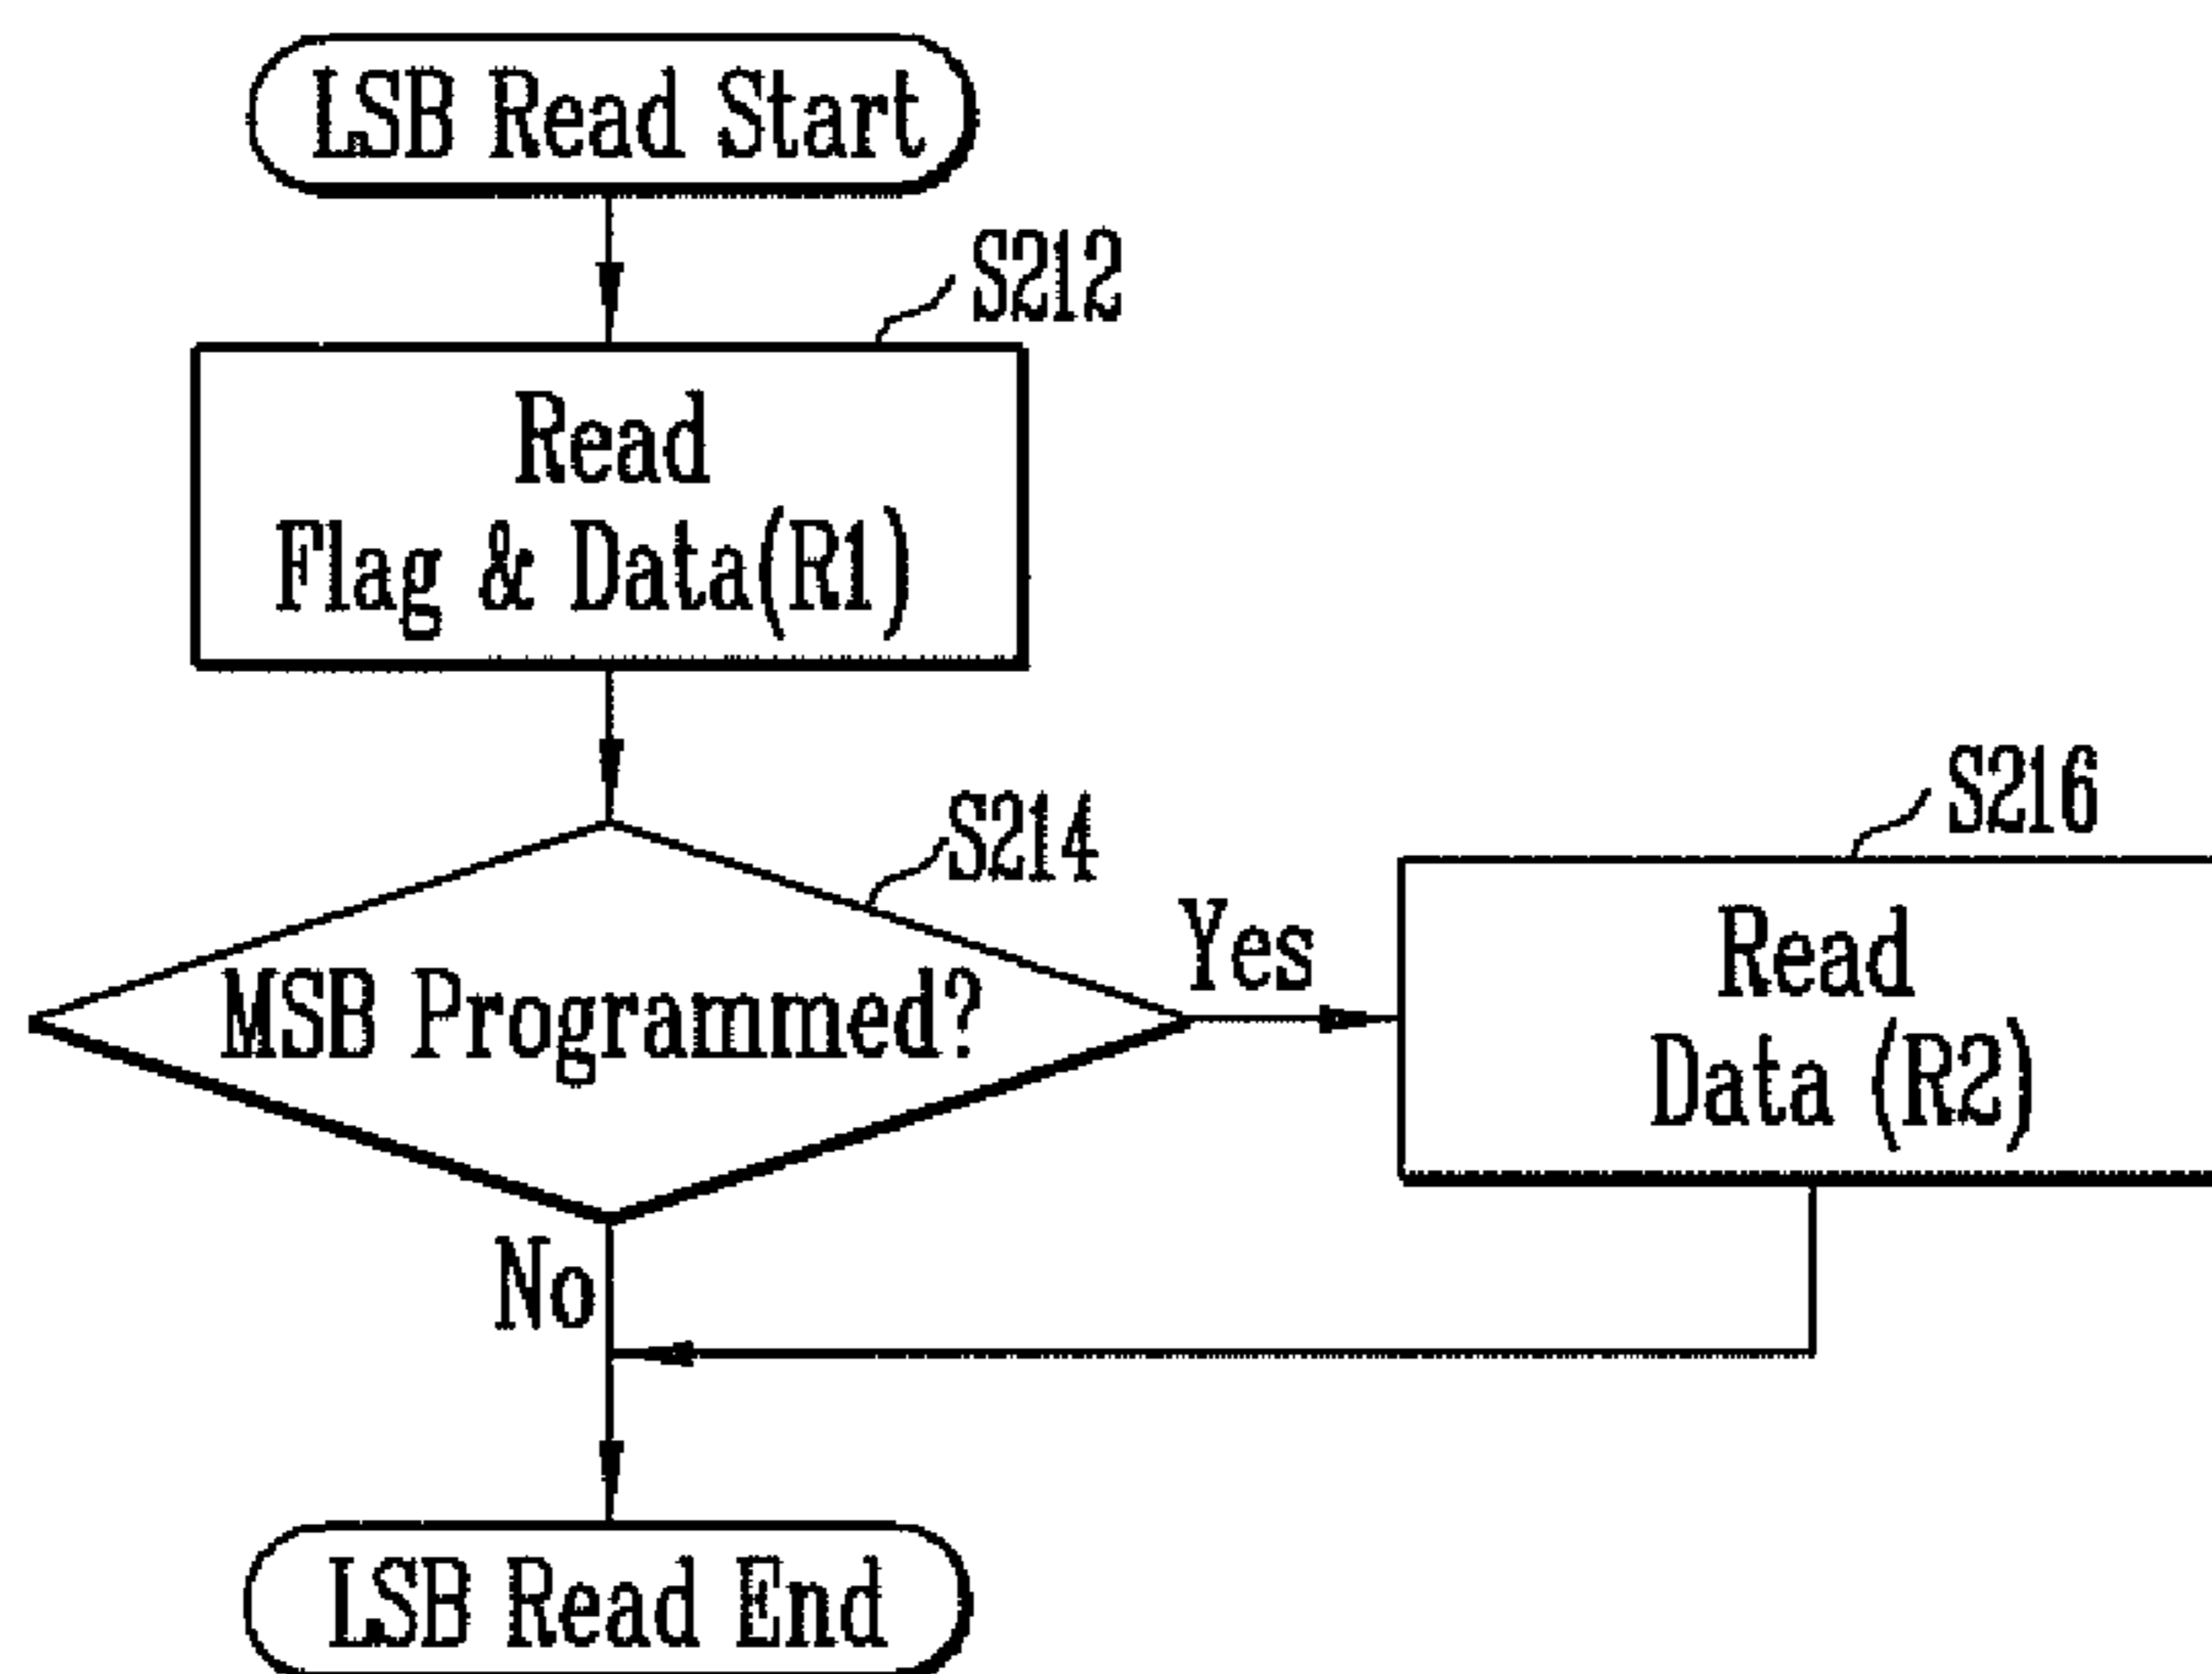 LSB Read Start
S212
Read
Flag & Data(R1)
S214
MSB Programmed?
Yes
S216
Read
Data (R2)
No
LSB Read End